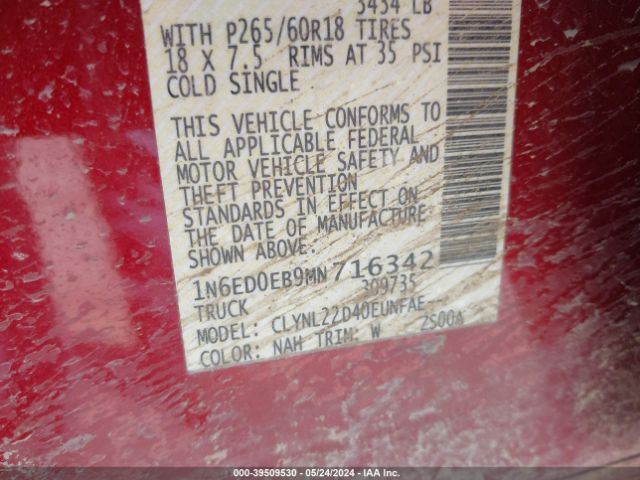 5454 LB
WITH P265/60R18 TIRES
18 X 7.5 RIMS AT 35 PSI
COLD SINGLE
THIS VEHICLE CONFORMS TO
ALL APPLICABLE FEDERAL
MOTOR VEHICLE SAFETY AND
THEFT PREVENTION
STANDARDS IN EFFECT ON
THE DATE OF MANUFACTURE
SHOWN ABOVE:
1N6ED0EB9MN716342
TRUCK 309735
MODEL: CLYNL22D40EUNFAE---
COLOR: NAH TRIM: W 2S00A
000-39509530 / 05/24/2024 / IAA Inc.